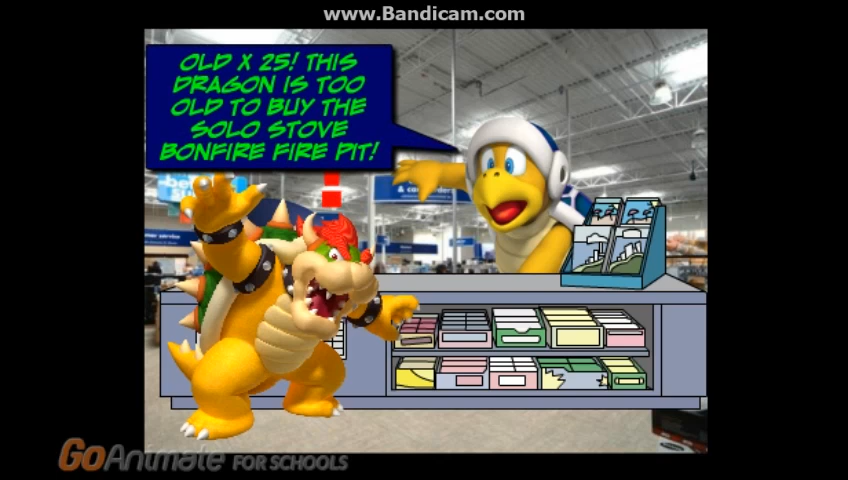 www.Bandicam.com
OLD X 25! THIS
DRAGON IS TOO
OLD TO BUY THE
SOLO STOVE
BONFIRE FIRE PIT!
GoAnimate FOR SCHOOLS